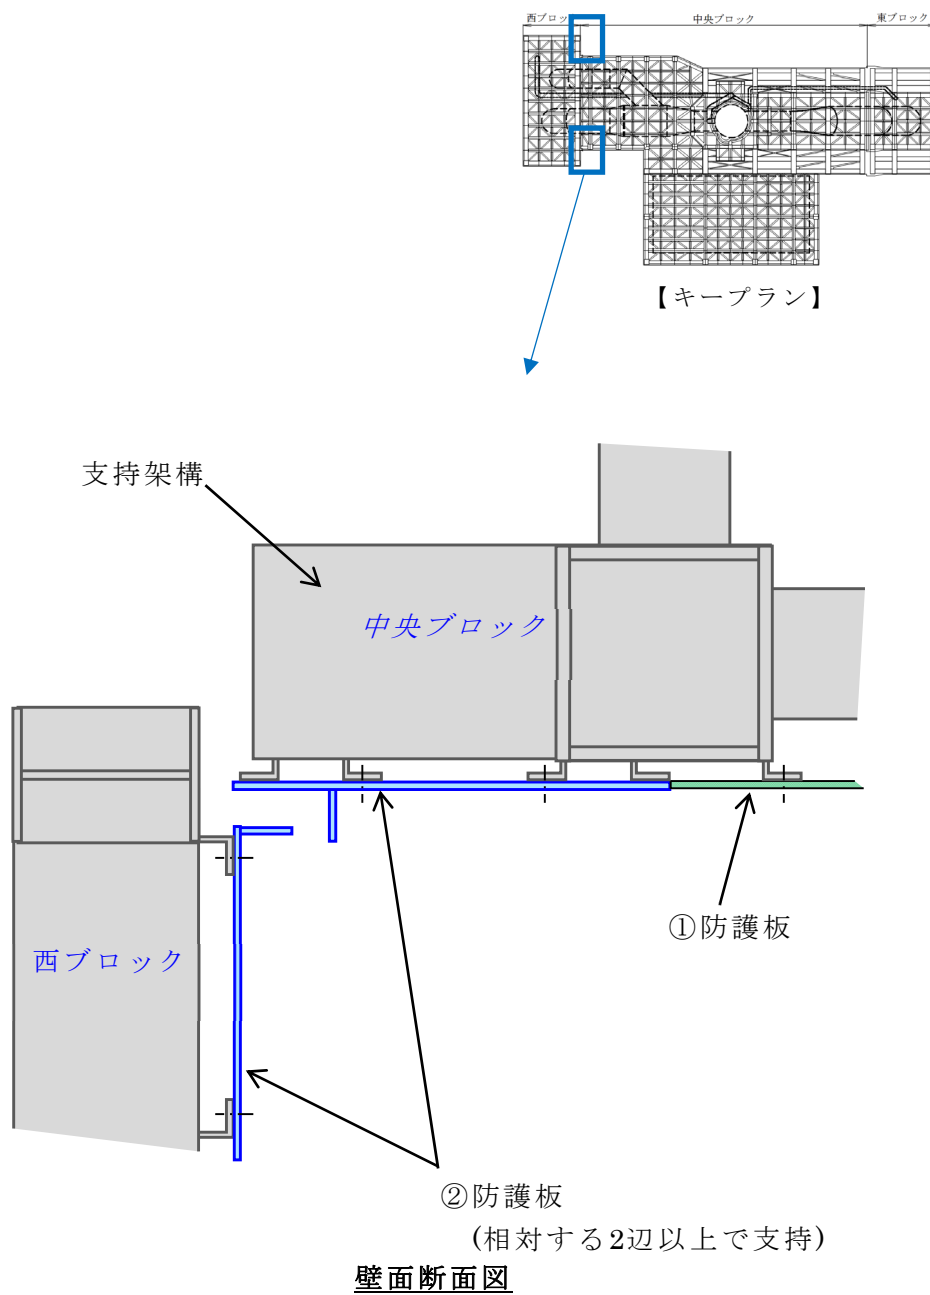 西ブロック
中央ブロック
東ブロック
【キープラン】
支持架構
中央ブロック
西ブロック
①防護板
②防護板
(相対する2辺以上で支持)
壁面断面図